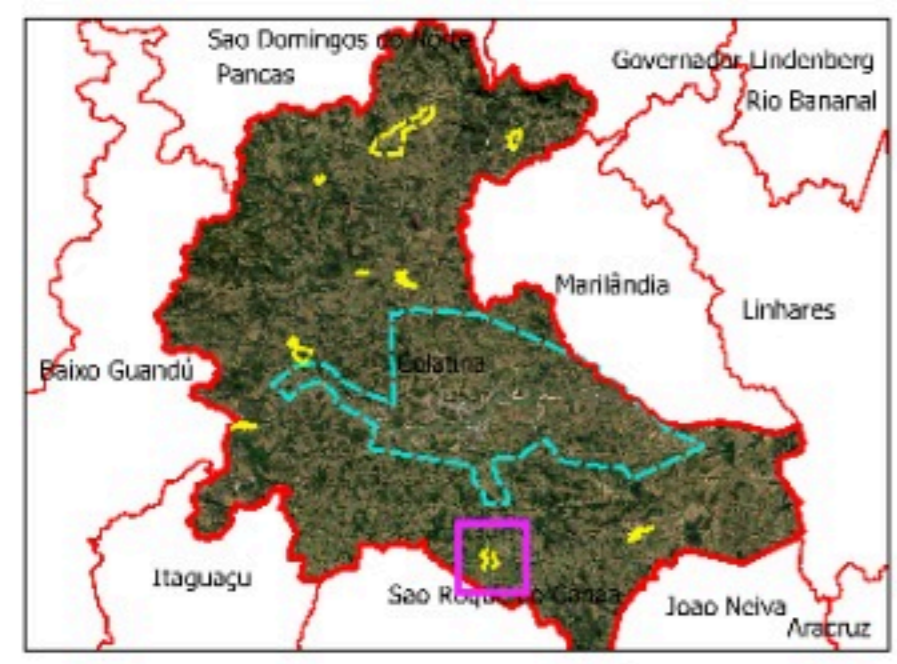 Sao Domingos do Norte
Pancas
Governador Lindenberg
Rio Bananal
Marilândia
Linhares
Baixo Guandú
Colatina
Itaguaçu
Sao Roque do Canaa
Joao Neiva
Aracruz